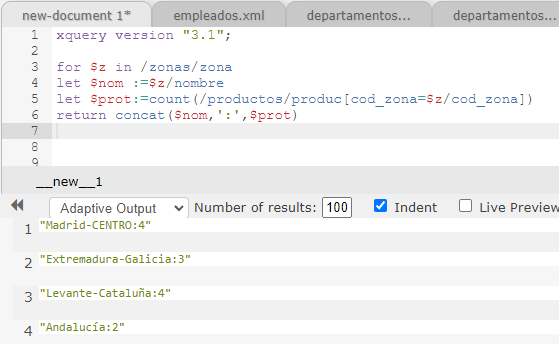 new-document 1*
empleados.xml
departamentos...
departamentos...
1 xquery version "3.1";
2
3 for $z in /zonas/zona
4 let $nom :=$z/nombre
5 let $prot:=count(/productos/produc[cod_zona=$z/cod_zona])
6 return concat($nom,':',$prot)
7
8
9
__new__1
Adaptive Output Number of results: 100 Indent Live Preview
1 "Madrid-CENTRO:4"
2 "Extremadura-Galicia:3"
3 "Levante-Cataluña:4"
4 "Andalucía:2"